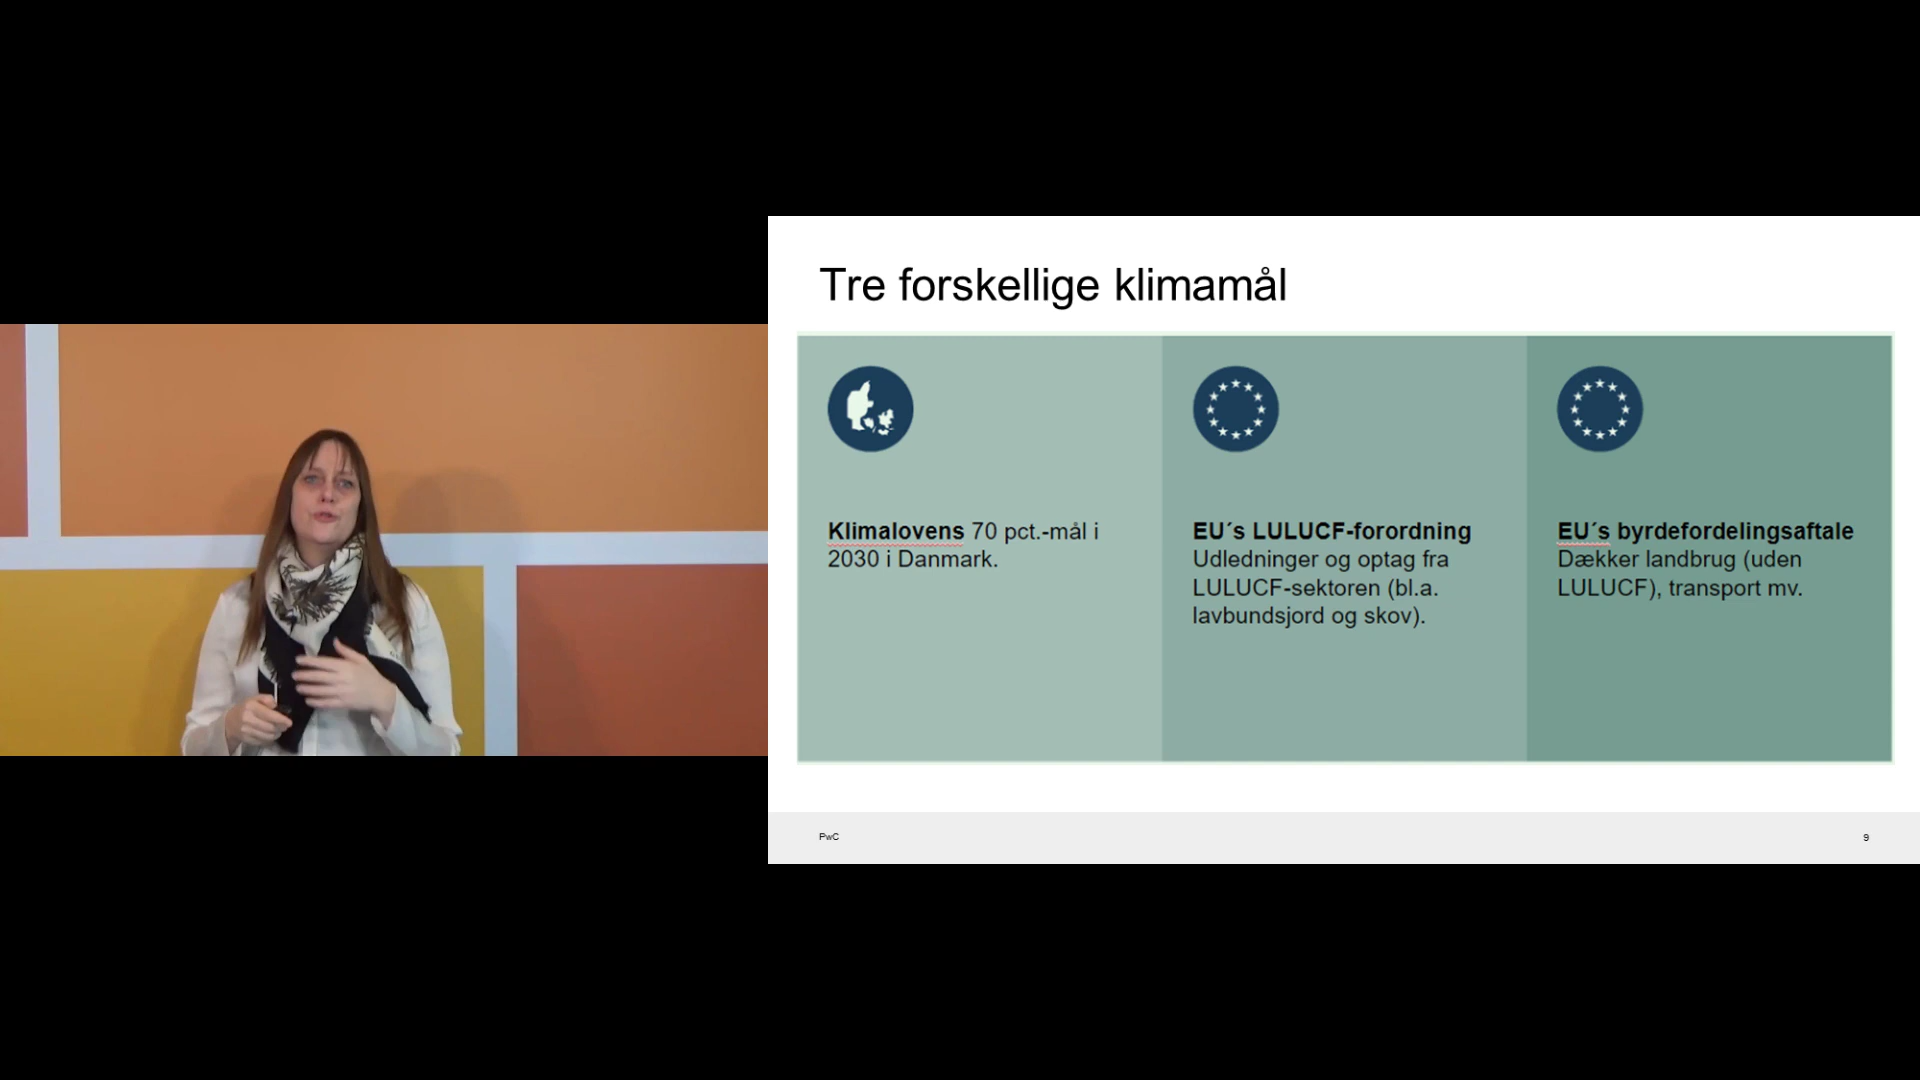 Tre forskellige klimamål
Klimalovens 70 pct.-mål i
2030 i Danmark.
EU´s LULUCF-forordning
Udledninger og optag fra
LULUCF-sektoren (bl.a.
lavbundsjord og skov).
EU´s byrdefordelingsaftale
Dækker landbrug (uden
LULUCF), transport mv.
PwC
9